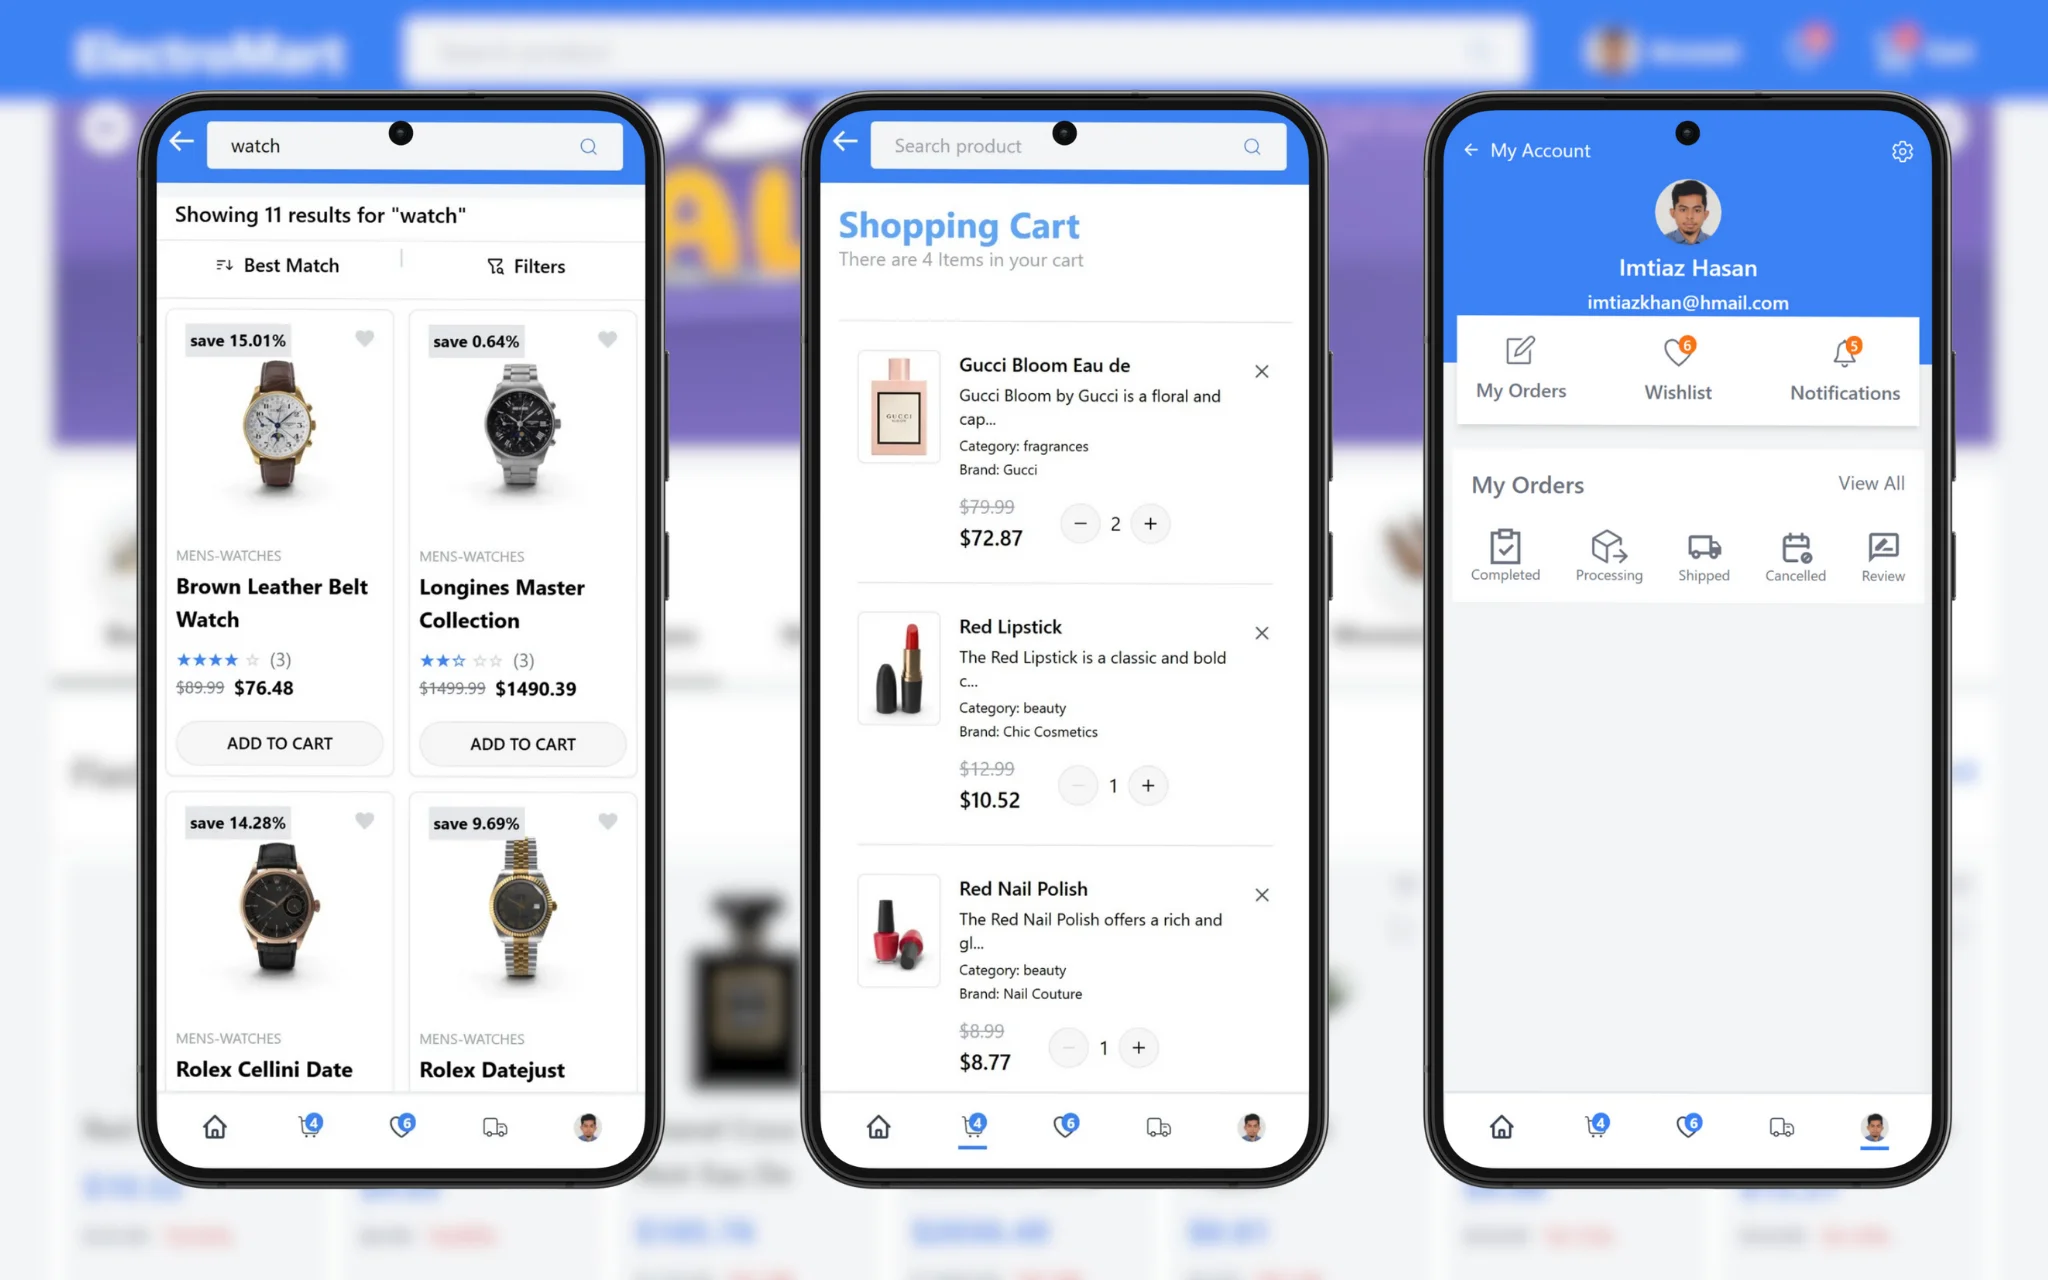 ElectroMart
Search product
watch
Showing 11 results for "watch"
Best Match
Filters
save 15.01%
save 0.64%
MENS-WATCHES
Brown Leather Belt
Watch
(3)
$89.99 $76.48
ADD TO CART
MENS-WATCHES
Longines Master
Collection
(3)
$1499.99 $1490.39
ADD TO CART
save 14.28%
save 9.69%
MENS-WATCHES
Rolex Cellini Date
MENS-WATCHES
Rolex Datejust
4
6
Search product
Shopping Cart
There are 4 Items in your cart
GUCCI
Gucci Bloom Eau de
Gucci Bloom by Gucci is a floral and
cap...
Category: fragrances
Brand: Gucci
$79.99
$72.87
2
Red Lipstick
The Red Lipstick is a classic and bold
c...
Category: beauty
Brand: Chic Cosmetics
$12.99
$10.52
1
Red Nail Polish
The Red Nail Polish offers a rich and
gl...
Category: beauty
Brand: Nail Couture
$8.99
$8.77
1
4
6
My Account
Imtiaz Hasan
imtiazkhan@hmail.com
6
5
My Orders
Wishlist
Notifications
My Orders
View All
Completed
Processing
Shipped
Cancelled
Review
4
6